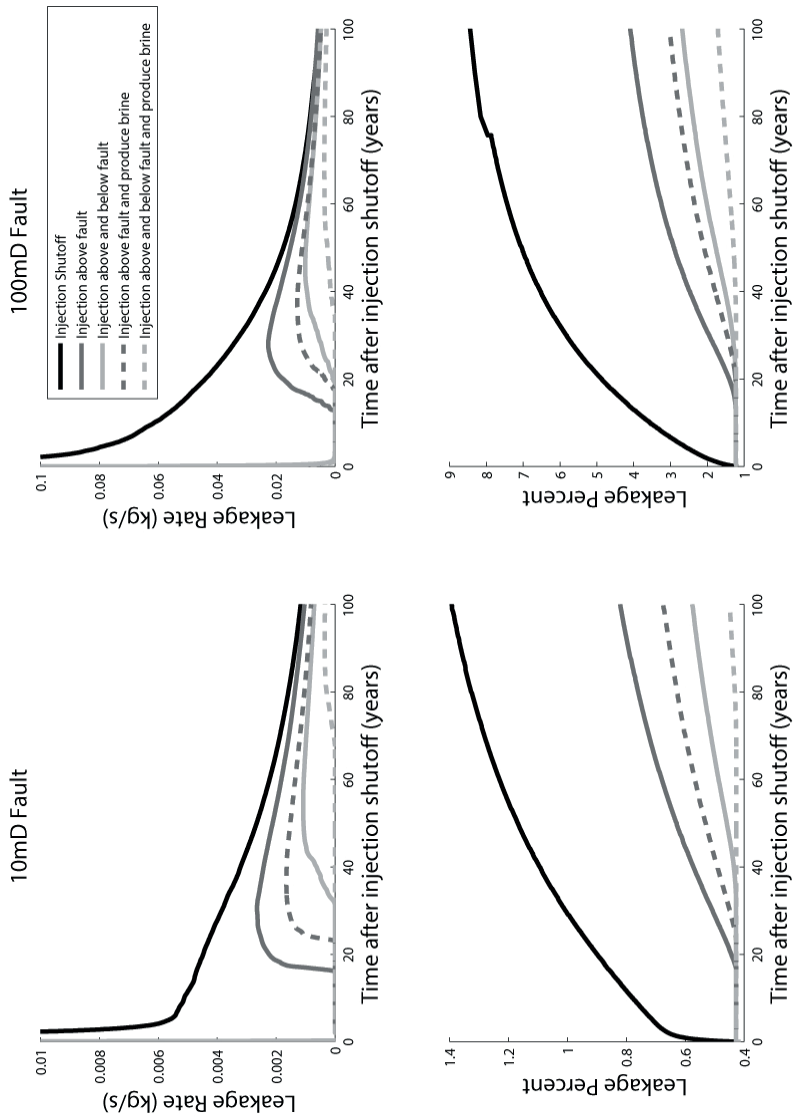 10mD Fault
Leakage Rate (kg/s)
0.01
0.008
0.006
0.004
0.002
0
0 20 40 60 80 100
Time after injection shutoff (years)
100mD Fault
Leakage Rate (kg/s)
0.1
0.08
0.06
0.04
0.02
0
0 20 40 60 80 100
Time after injection shutoff (years)
Injection Shutoff
Injection above fault
Injection above and below fault
Injection above fault and produce brine
Injection above and below fault and produce brine
Leakage Percent
1.4
1.2
1
0.8
0.6
0.4
0 20 40 60 80 100
Time after injection shutoff (years)
Leakage Percent
9
8
7
6
5
4
3
2
1
0 20 40 60 80 100
Time after injection shutoff (years)